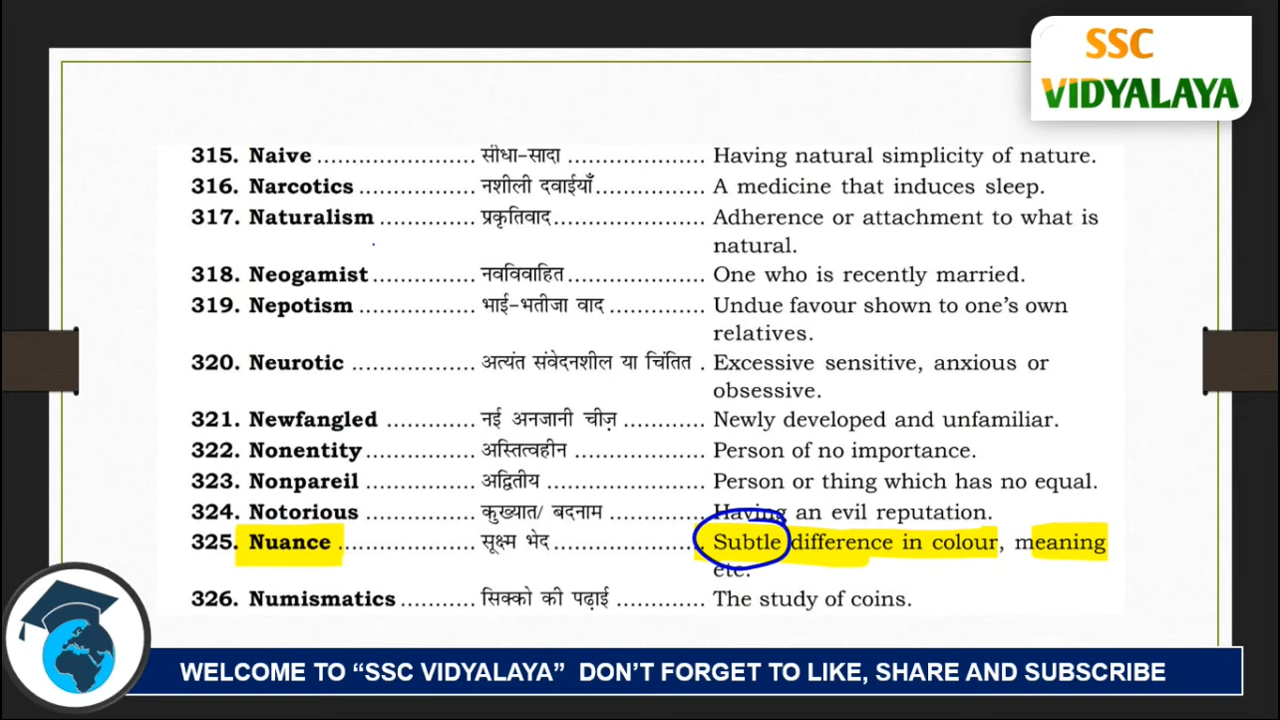 SSC
VIDYALAYA
315. Naive ..................... सीधा-सादा ..................... Having natural simplicity of nature.
316. Narcotics .................. नशीली दवाईयाँ................. A medicine that induces sleep.
317. Naturalism ............... प्रकृतिवाद....................... Adherence or attachment to what is
natural.
318. Neogamist ................ नवविवाहित ..................... One who is recently married.
319. Nepotism .................. भाई-भतीजा वाद ............... Undue favour shown to one's own
relatives.
320. Neurotic ................... अत्यंत संवेदनशील या चिंतित . Excessive sensitive, anxious or
obsessive.
321. Newfangled .............. नई अनजानी चीज़ ............. Newly developed and unfamiliar.
322. Nonentity................. अस्तित्वहीन .................... Person of no importance.
323. Nonpareil ................. अद्वितीय ........................ Person or thing which has no equal.
324. Notorious ................. कुख्यात/ बदनाम ............... Having an evil reputation.
325. Nuance ..................... सूक्ष्म भेद........................ Subtle difference in colour, meaning
etc.
326. Numismatics ........... सिक्को की पढ़ाई ............. The study of coins.
WELCOME TO “SSC VIDYALAYA” DON'T FORGET TO LIKE, SHARE AND SUBSCRIBE